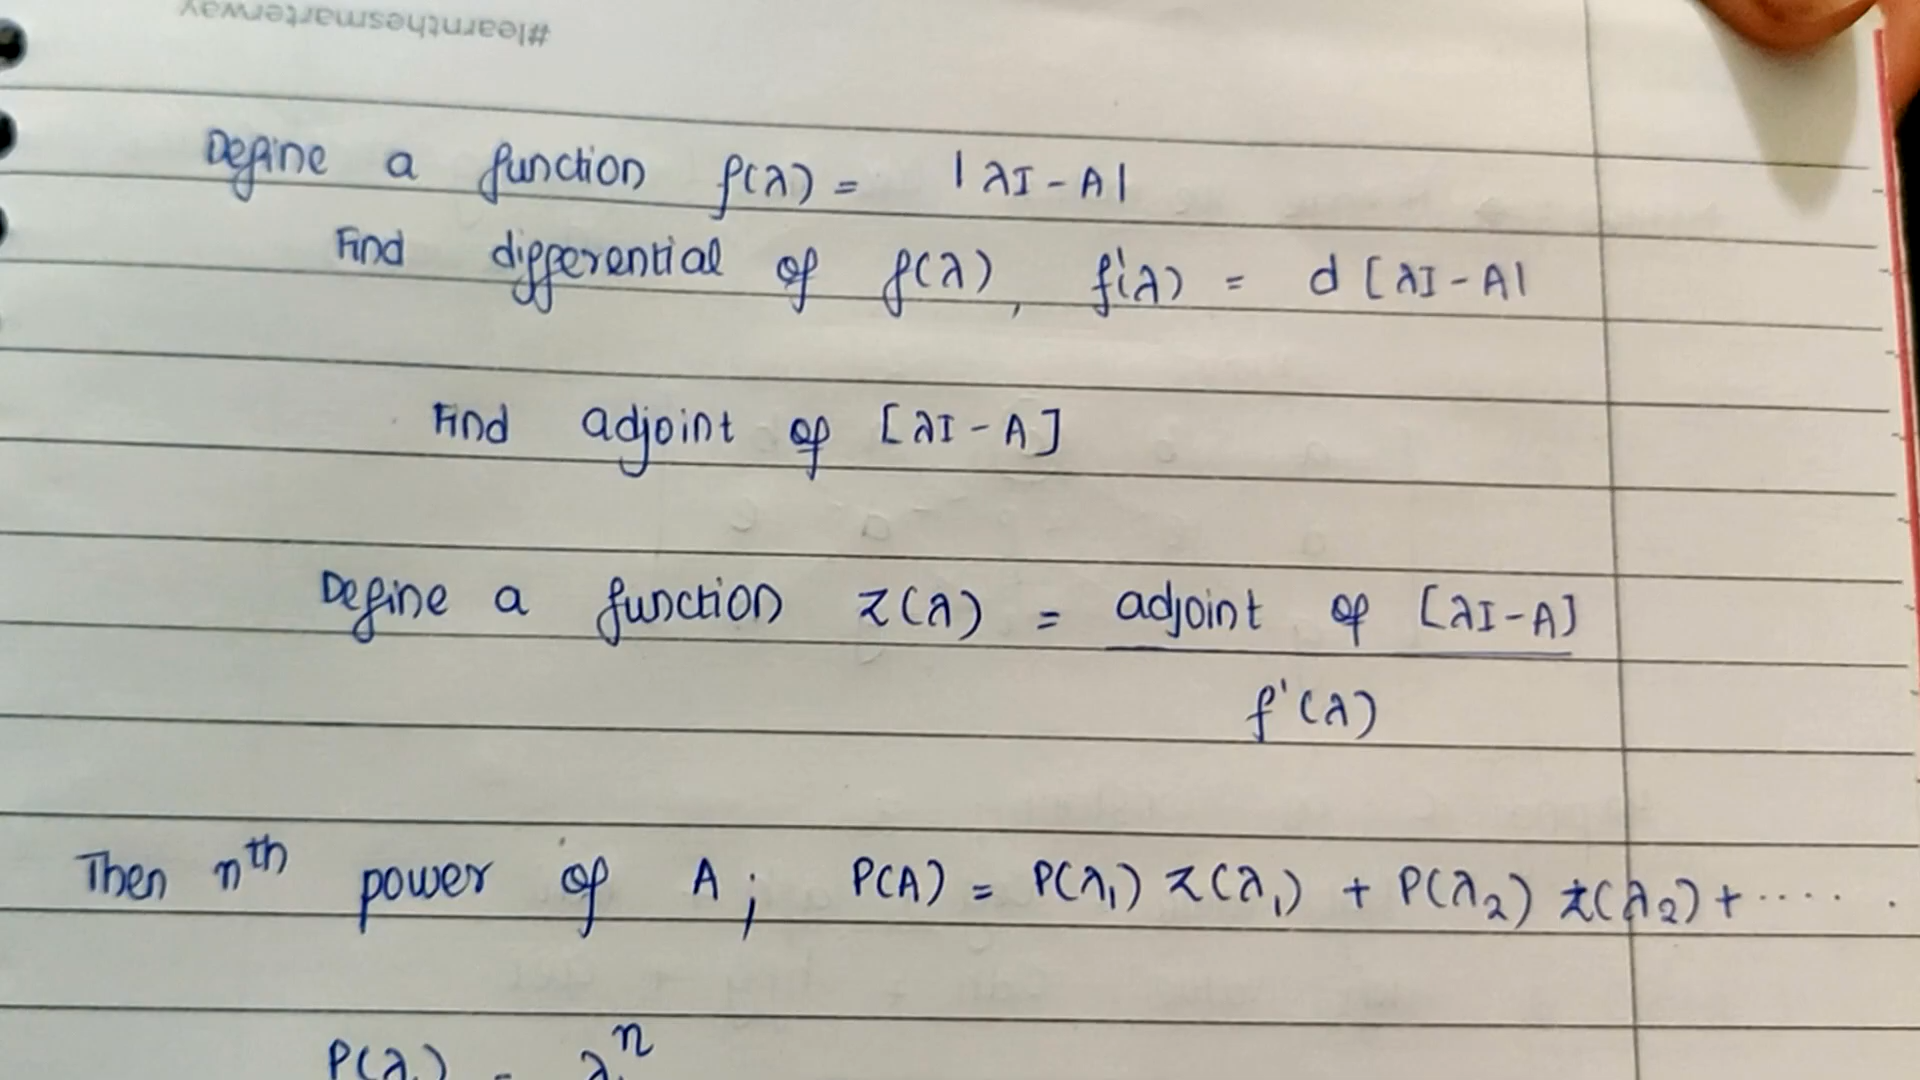 #learnthesmarterway
Define a function f(λ) = |λI - A|
Find differential of f(λ), f'(λ) = d[λI - A|
Find adjoint of [λI - A]
Define a function Z(λ) = adjoint of [λI - A]
f'(λ)
Then nth power of A; P(A) = P(λ₁) Z(λ₁) + P(λ₂) Z(λ₂) + .....
P(λ.) = λ.ⁿ